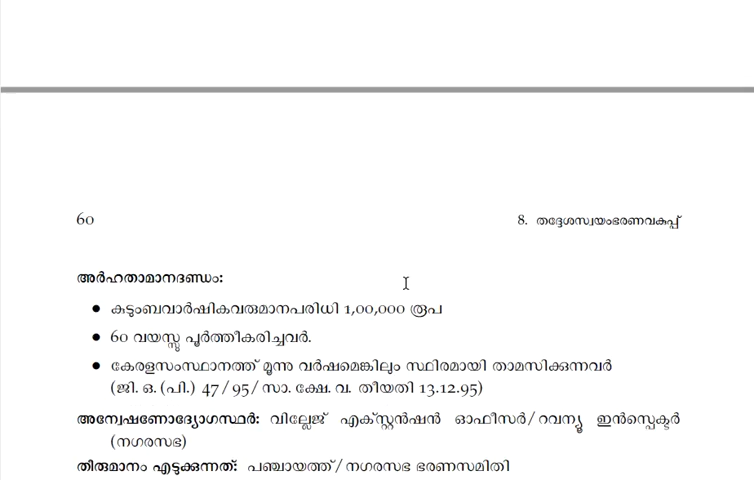 60 8. തദ്ദേശസ്വയംഭരണവകുപ്പ്
അർഹതാമാനദണ്ഡം:
● കുടുംബവാർഷികവരുമാനപരിധി 1,00,000 രൂപ
● 60 വയസ്സു പൂർത്തീകരിച്ചവർ.
● കേരളസംസ്ഥാനത്ത് മൂന്നു വർഷമെങ്കിലും സ്ഥിരമായി താമസിക്കുന്നവർ
(ജി. ഒ. (പി.) 47/95/സാ. ക്ഷേ. വ. തീയതി 13.12.95)
അന്വേഷണോദ്യോഗസ്ഥർ: വില്ലേജ് എക്സ്റ്റൻഷൻ ഓഫീസർ/റവന്യൂ ഇൻസ്പെക്ടർ
(നഗരസഭ)
തീരുമാനം എടുക്കുന്നത്: പഞ്ചായത്ത്/നഗരസഭ ഭരണസമിതി